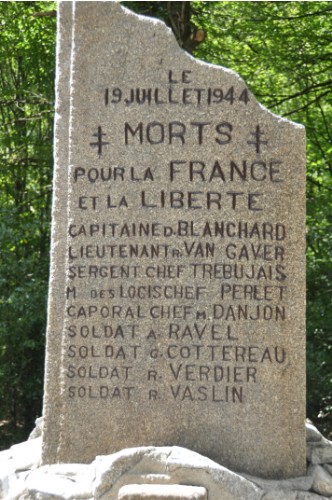 LE
19 JUILLET 1944
‡ MORTS ‡
POUR LA FRANCE
ET LA LIBERTE
CAPITAINE D. BLANCHARD
LIEUTENANT R. VAN GAVER
SERGENT CHEF TREBUJAIS
M. DES LOGIS CHEF PERLET
CAPORAL CHEF M. DANJON
SOLDAT A. RAVEL
SOLDAT G. COTTEREAU
SOLDAT R. VERDIER
SOLDAT R. VASLIN